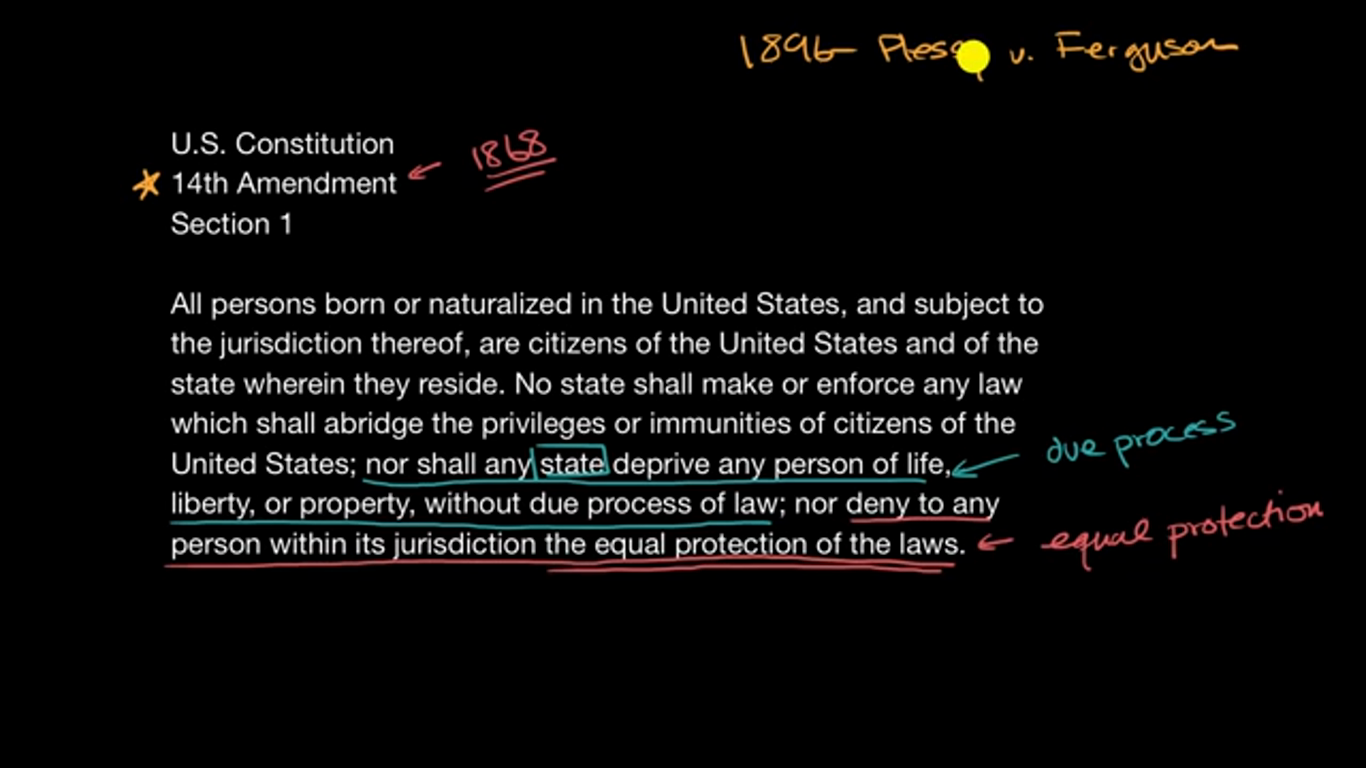 1896 Plessy v. Ferguson
U.S. Constitution
1868
14th Amendment
Section 1
All persons born or naturalized in the United States, and subject to
the jurisdiction thereof, are citizens of the United States and of the
state wherein they reside. No state shall make or enforce any law
which shall abridge the privileges or immunities of citizens of the
United States; nor shall any state deprive any person of life,
due process
liberty, or property, without due process of law; nor deny to any
person within its jurisdiction the equal protection of the laws.
equal protection